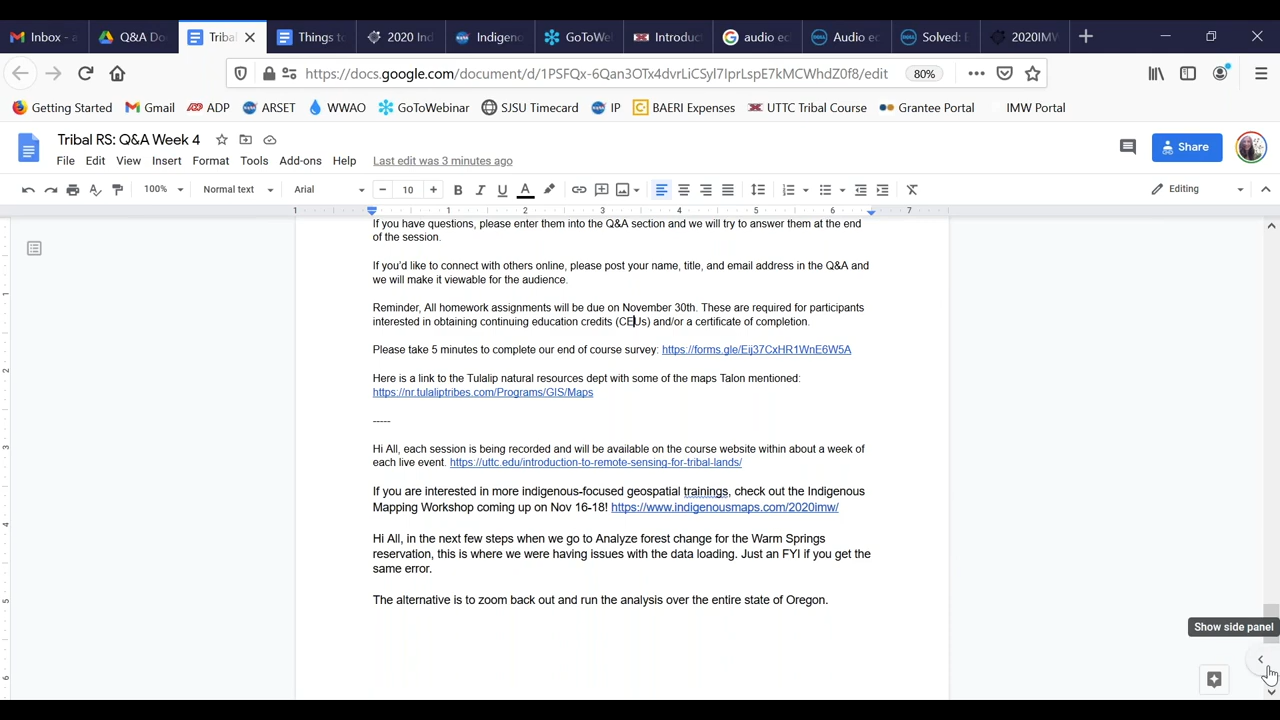 Inbox - a
Q&A Do
Tribal
Things to
2020 Ind
Indigeno
GoToWeb
Introduc
audio ed
Audio ed
Solved: E
2020IMW
https://docs.google.com/document/d/1PSFQx-6Qan3OTx4dvrLiCSyl7IprLspE7kMCWhdZ0f8/edit
80%
Getting Started
Gmail
ADP
ARSET
WWAO
GoToWebinar
SJSU Timecard
IP
BAERI Expenses
UTTC Tribal Course
Grantee Portal
IMW Portal
Tribal RS: Q&A Week 4
Share
File Edit View Insert Format Tools Add-ons Help Last edit was 3 minutes ago
100% Normal text Arial 10 Editing
1 1 2 3 4 5 6 7
If you have questions, please enter them into the Q&A section and we will try to answer them at the end
of the session.
If you'd like to connect with others online, please post your name, title, and email address in the Q&A and
we will make it viewable for the audience.
Reminder, All homework assignments will be due on November 30th. These are required for participants
interested in obtaining continuing education credits (CEUs) and/or a certificate of completion.
Please take 5 minutes to complete our end of course survey: https://forms.gle/Eij37CxHR1WnE6W5A
Here is a link to the Tulalip natural resources dept with some of the maps Talon mentioned:
https://nr.tulaliptribes.com/Programs/GIS/Maps
-----
Hi All, each session is being recorded and will be available on the course website within about a week of
each live event. https://uttc.edu/introduction-to-remote-sensing-for-tribal-lands/
If you are interested in more indigenous-focused geospatial trainings, check out the Indigenous
Mapping Workshop coming up on Nov 16-18! https://www.indigenousmaps.com/2020imw/
Hi All, in the next few steps when we go to Analyze forest change for the Warm Springs
reservation, this is where we were having issues with the data loading. Just an FYI if you get the
same error.
The alternative is to zoom back out and run the analysis over the entire state of Oregon.
Show side panel